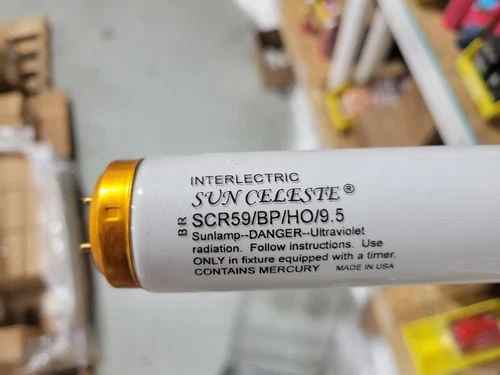 INTERLECTRIC
SUN CELESTE®
BR
SCR59/BP/HO/9.5
Sunlamp--DANGER--Ultraviolet
radiation. Follow instructions. Use
ONLY in fixture equipped with a timer.
CONTAINS MERCURY MADE IN USA